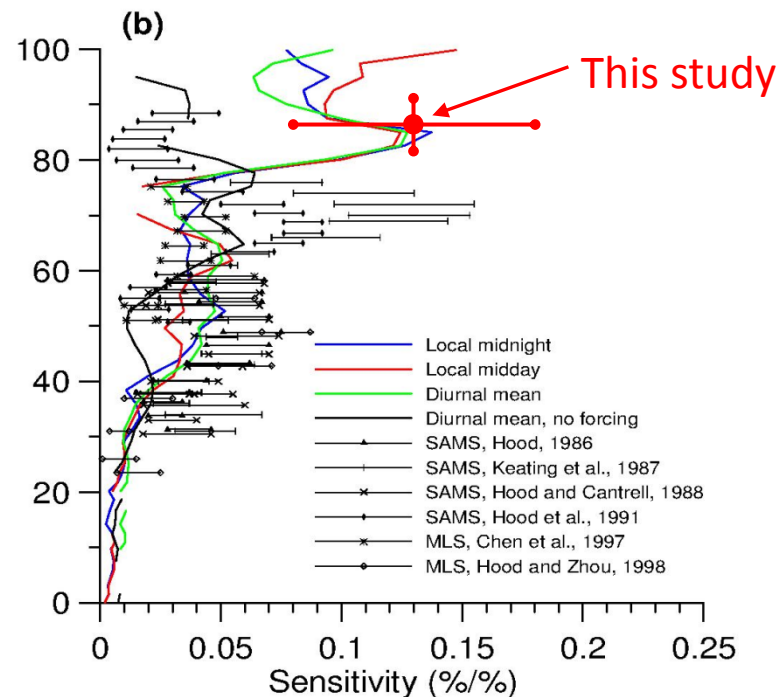 (b)
100
80
60
40
20
0
This study
Local midnight
Local midday
Diurnal mean
Diurnal mean, no forcing
SAMS, Hood, 1986
SAMS, Keating et al., 1987
SAMS, Hood and Cantrell, 1988
SAMS, Hood et al., 1991
MLS, Chen et al., 1997
MLS, Hood and Zhou, 1998
0 0.05 0.1 0.15 0.2 0.25
Sensitivity (%/%)